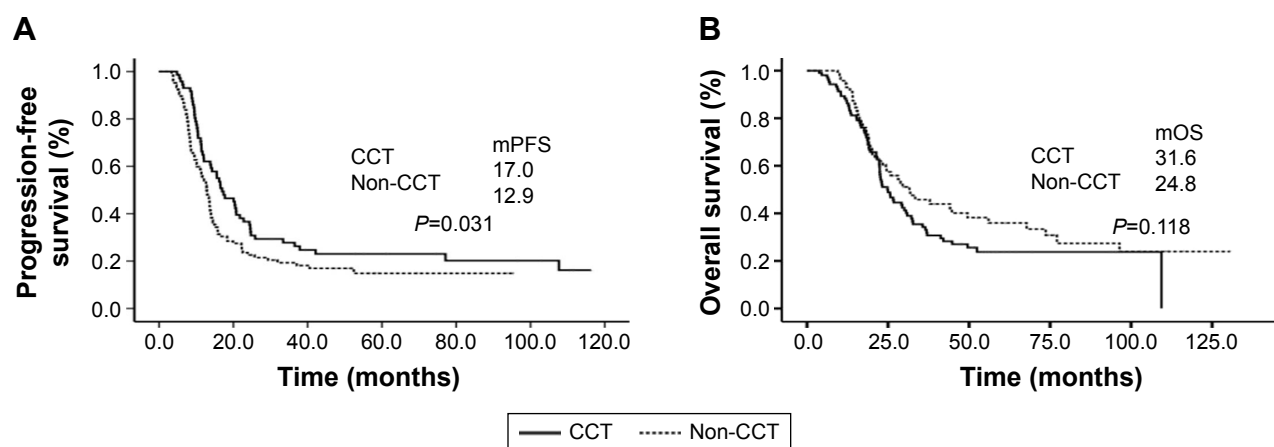 A
Progression-free
survival (%)
1.0
0.8
0.6
0.4
0.2
0.0
mPFS
CCT 17.0
Non-CCT 12.9
P=0.031
0.0 20.0 40.0 60.0 80.0 100.0 120.0
Time (months)
B
Overall survival (%)
1.0
0.8
0.6
0.4
0.2
0.0
mOS
CCT 31.6
Non-CCT 24.8
P=0.118
0.0 25.0 50.0 75.0 100.0 125.0
Time (months)
CCT Non-CCT